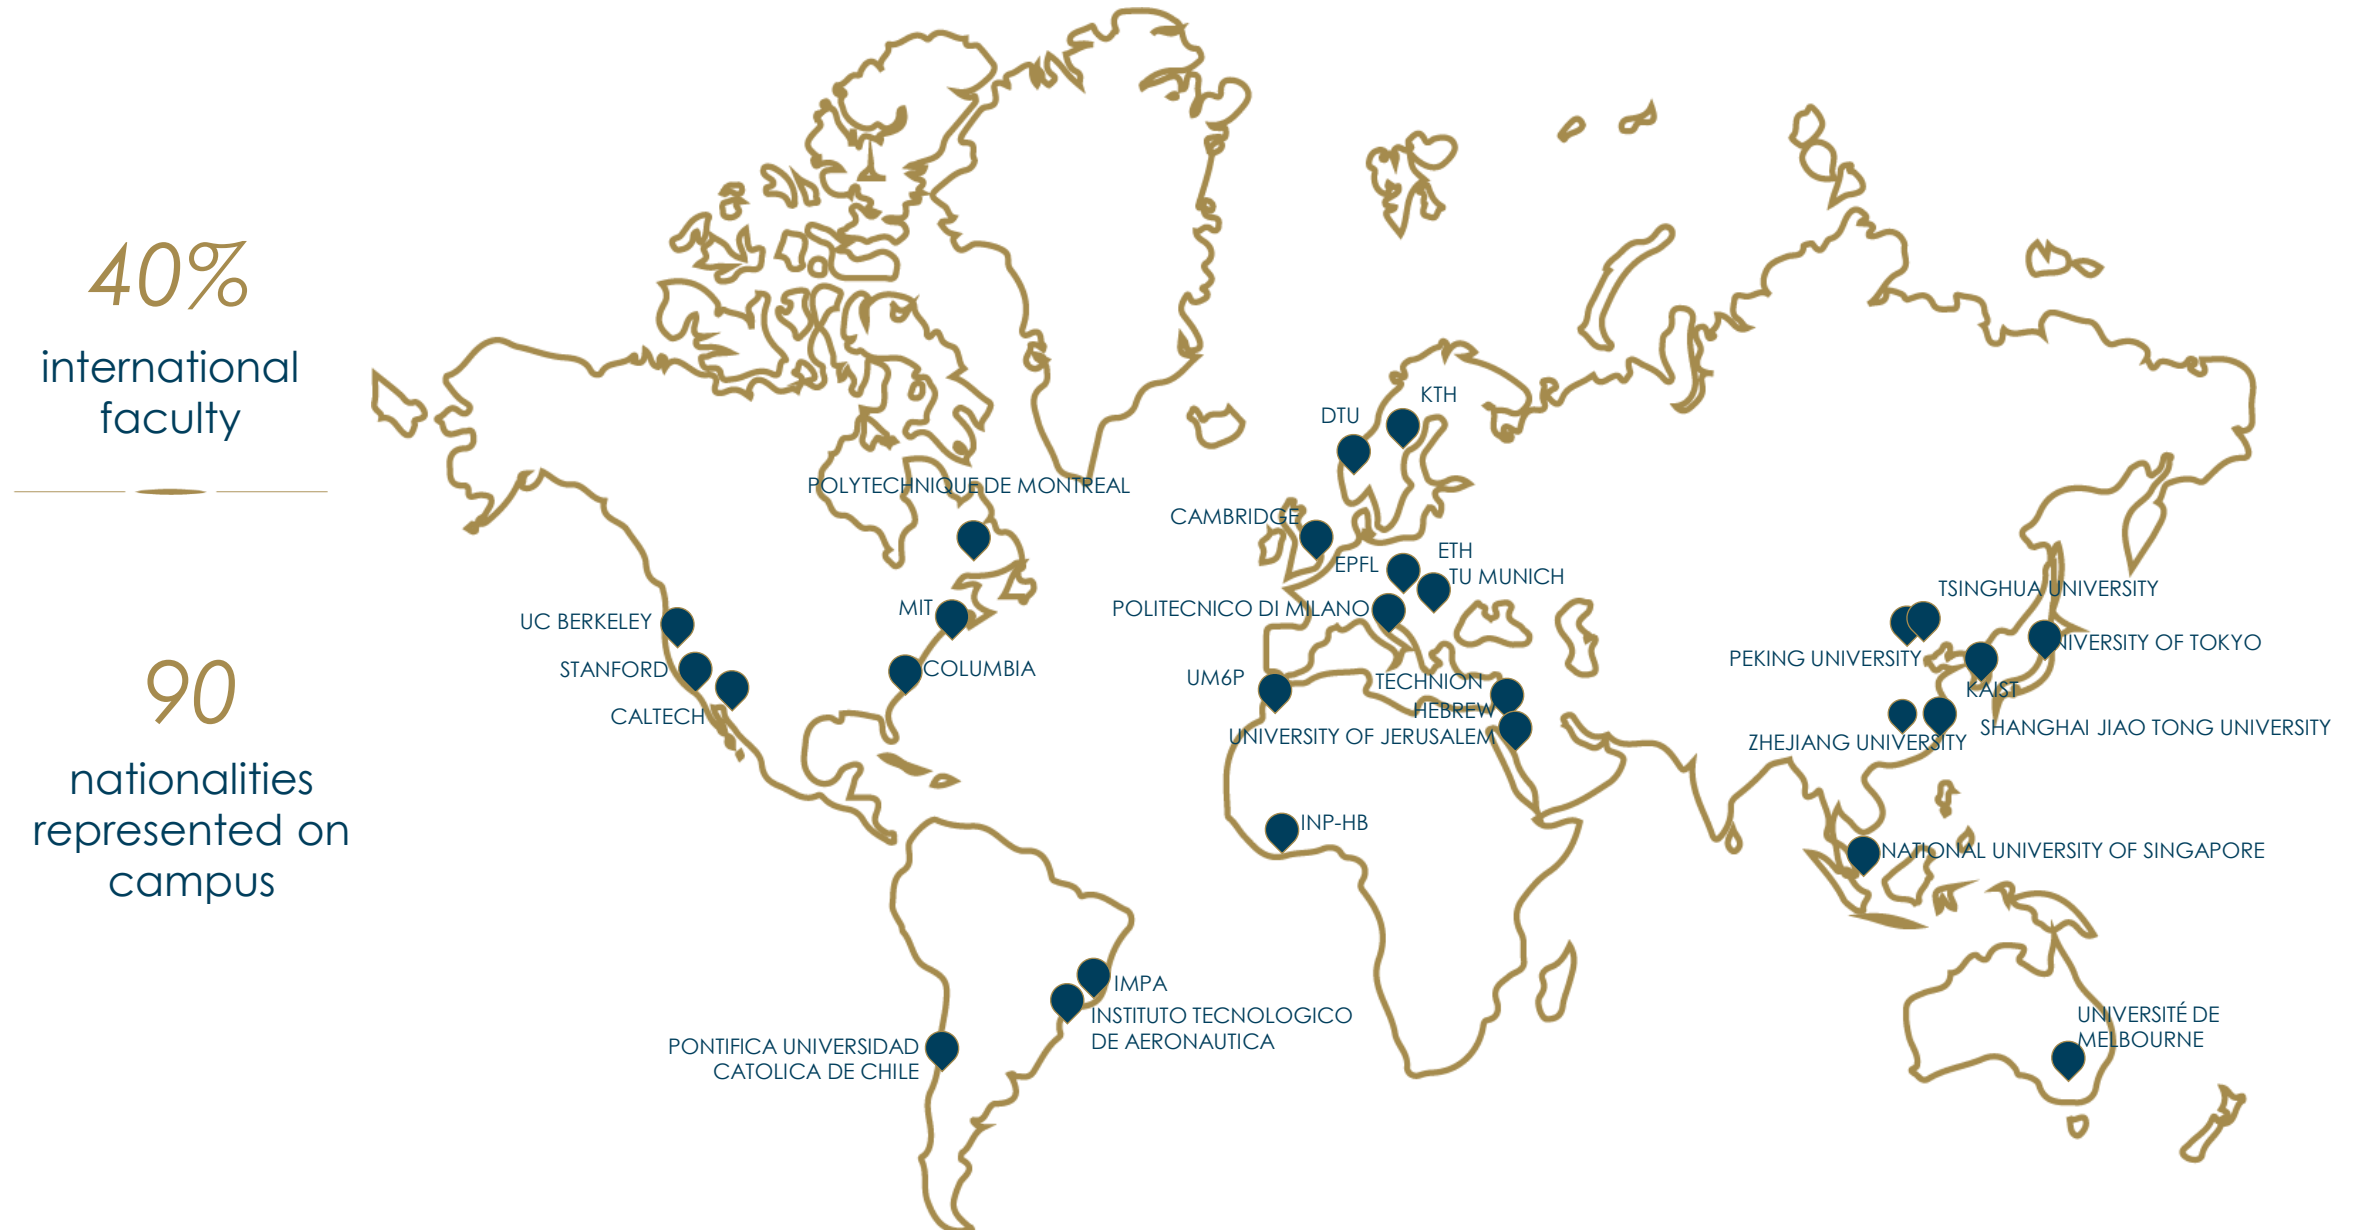 40%
international
faculty
90
nationalities
represented on
campus
KTH
DTU
POLYTECHNIQUE DE MONTREAL
CAMBRIDGE
ETH
EPFL
TU MUNICH
TSINGHUA UNIVERSITY
POLITECNICO DI MILANO
MIT
UC BERKELEY
UNIVERSITY OF TOKYO
PEKING UNIVERSITY
STANFORD
COLUMBIA
UM6P
TECHNION
KAIST
HEBREW
UNIVERSITY OF JERUSALEM
CALTECH
SHANGHAI JIAO TONG UNIVERSITY
ZHEJIANG UNIVERSITY
INP-HB
NATIONAL UNIVERSITY OF SINGAPORE
IMPA
INSTITUTO TECNOLOGICO
DE AERONAUTICA
UNIVERSITÉ DE
MELBOURNE
PONTIFICA UNIVERSIDAD
CATOLICA DE CHILE